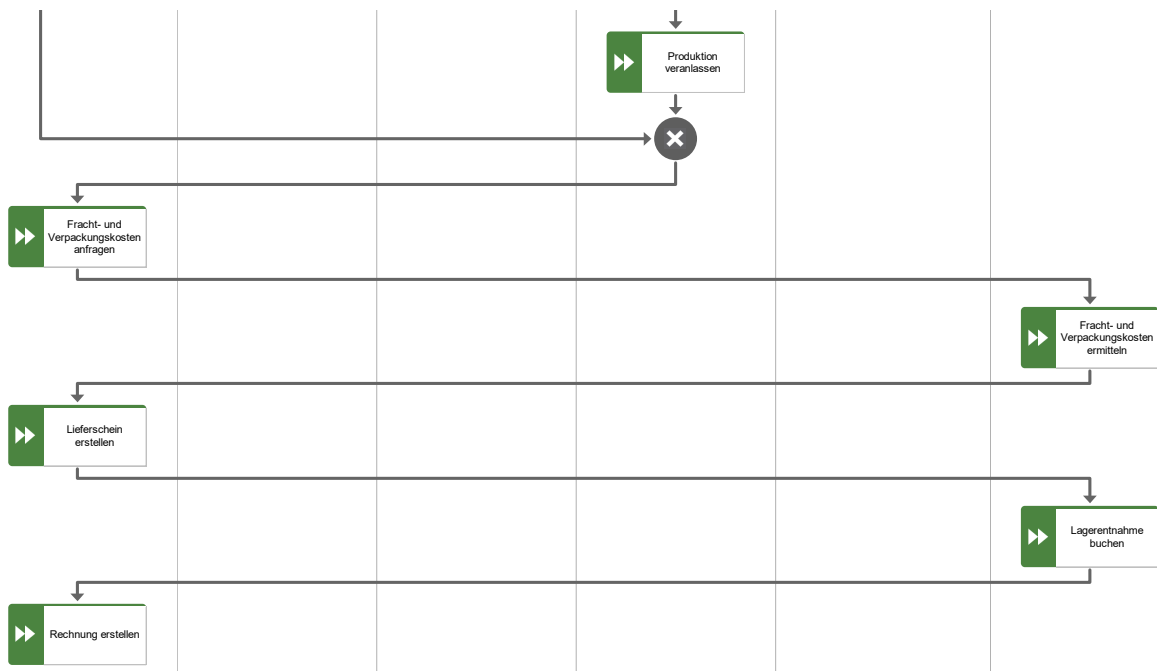 Produktion
veranlassen
Fracht- und
Verpackungskosten
anfragen
Fracht- und
Verpackungskosten
ermitteln
Lieferschein
erstellen
Lagerentnahme
buchen
Rechnung erstellen